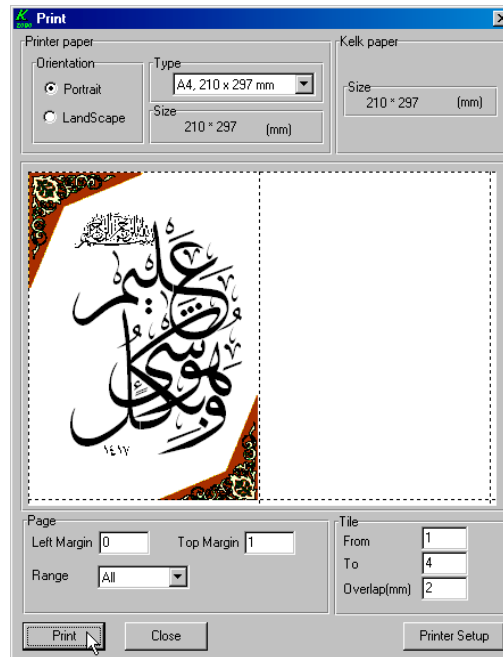 K 2000
Print
Printer paper
Orientation
Portrait
LandScape
Type
A4, 210 x 297 mm
Size
210 * 297 (mm)
Kelk paper
Size
210 * 297 (mm)
بسم الله الرحمن الرحيم
وهو بكل شيء عليم
١٤١٧
Page
Left Margin 0 Top Margin 1
Range All
Tile
From 1
To 4
Overlap(mm) 2
Print Close Printer Setup